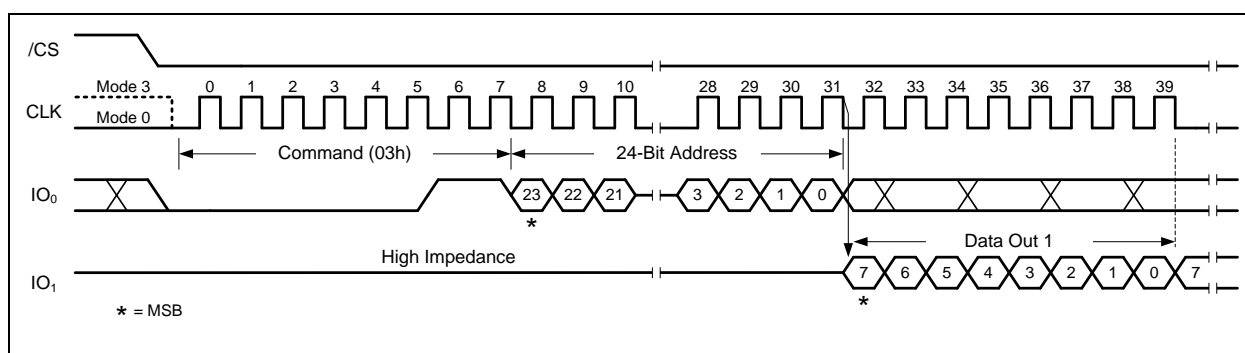 /CS
Mode 3 0 1 2 3 4 5 6 7 8 9 10 28 29 30 31 32 33 34 35 36 37 38 39
CLK Mode 0
Command (03h) 24-Bit Address
IO₀ 23 22 21 3 2 1 0
*
High Impedance Data Out 1
IO₁ 7 6 5 4 3 2 1 0 7
* = MSB *